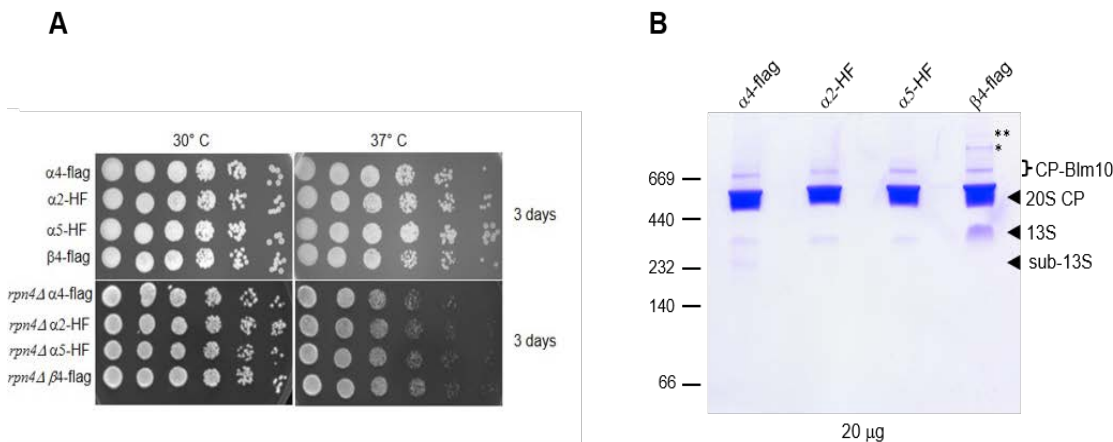 A
30° C
37° C
α4-flag
α2-HF
α5-HF
β4-flag
3 days
rpn4Δ α4-flag
rpn4Δ α2-HF
rpn4Δ α5-HF
rpn4Δ β4-flag
3 days
B
α4-flag
α2-HF
α5-HF
β4-flag
**
*
CP-Blm10
669
20S CP
440
13S
232
sub-13S
140
66
20 µg